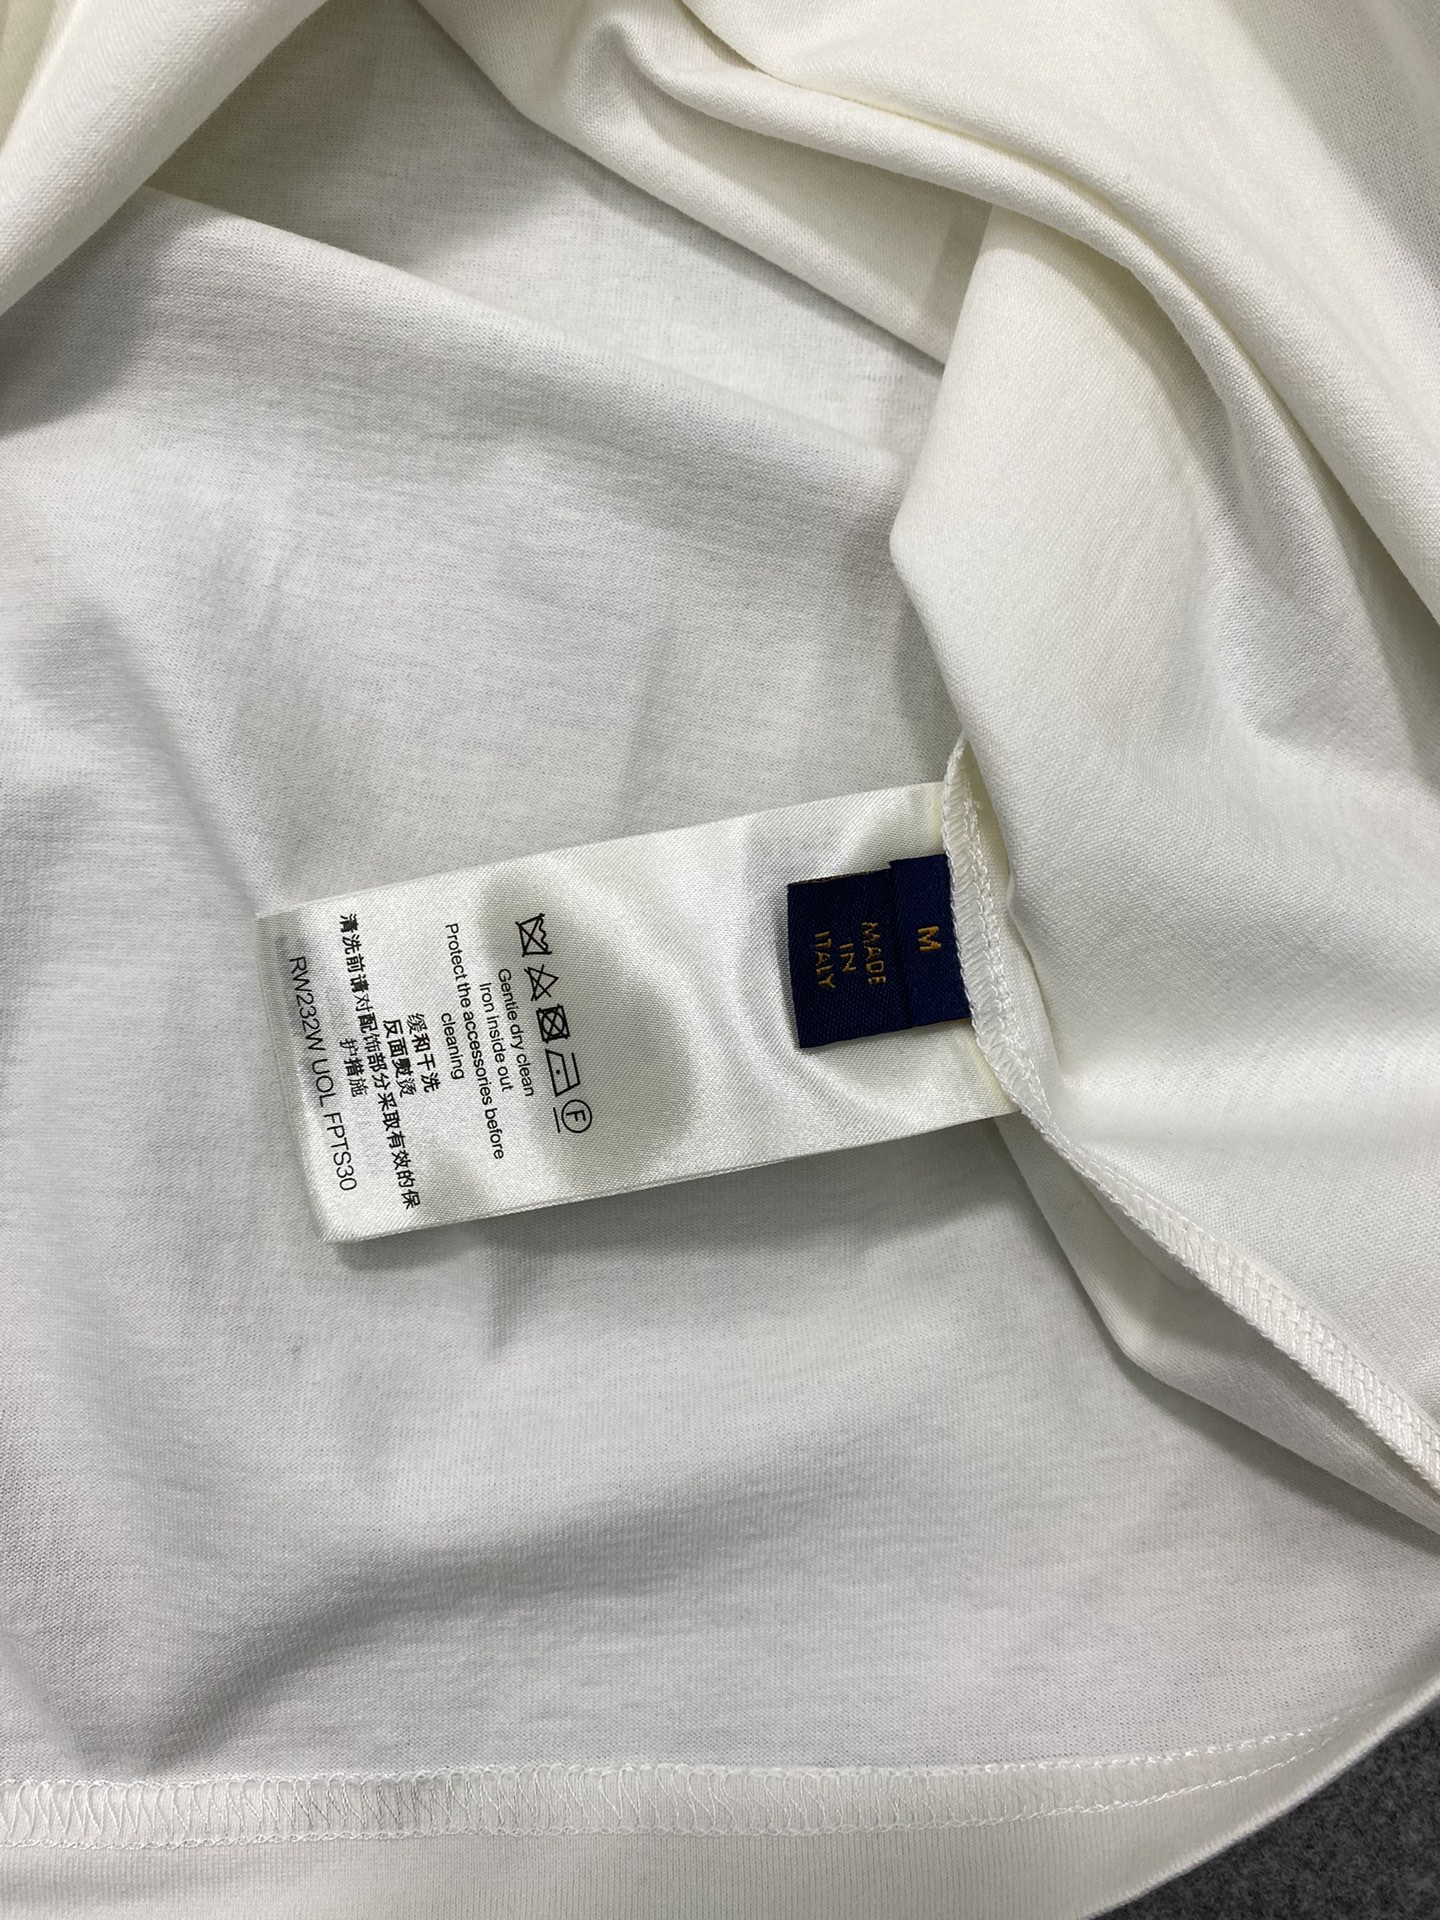 M
MADE
IN
ITALY
F
Gentle dry clean
Iron inside out
Protect the accessories before
cleaning
缓和干洗
反面熨烫
清洗前请对配饰部分采取有效的保
护措施
RW232W UOL FPTS30